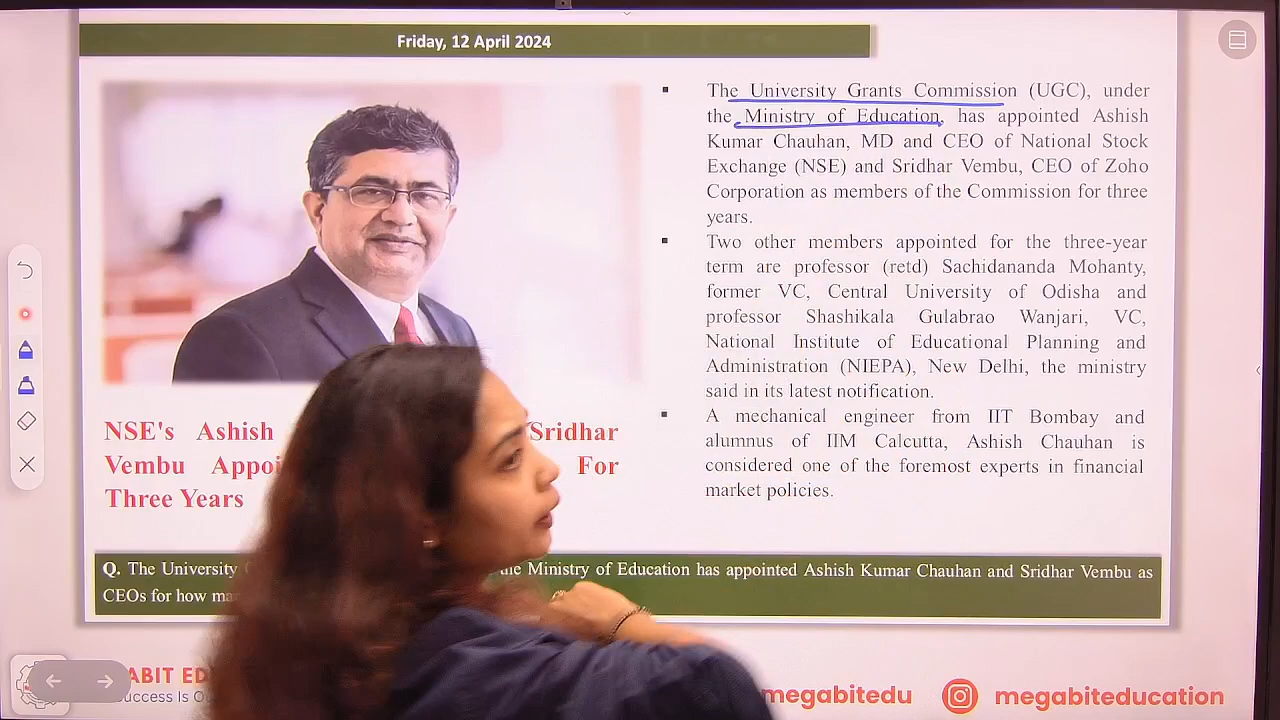 Friday, 12 April 2024
▪ The University Grants Commission (UGC), under
the Ministry of Education, has appointed Ashish
Kumar Chauhan, MD and CEO of National Stock
Exchange (NSE) and Sridhar Vembu, CEO of Zoho
Corporation as members of the Commission for three
years.
▪ Two other members appointed for the three-year
term are professor (retd) Sachidananda Mohanty,
former VC, Central University of Odisha and
professor Shashikala Gulabrao Wanjari, VC,
National Institute of Educational Planning and
Administration (NIEPA), New Delhi, the ministry
said in its latest notification.
▪ A mechanical engineer from IIT Bombay and
alumnus of IIM Calcutta, Ashish Chauhan is
considered one of the foremost experts in financial
market policies.
NSE's Ashish Sridhar
Vembu For
Three Years
Q. The University the Ministry of Education has appointed Ashish Kumar Chauhan and Sridhar Vembu as
CEOs for how
megabitedu megabiteducation